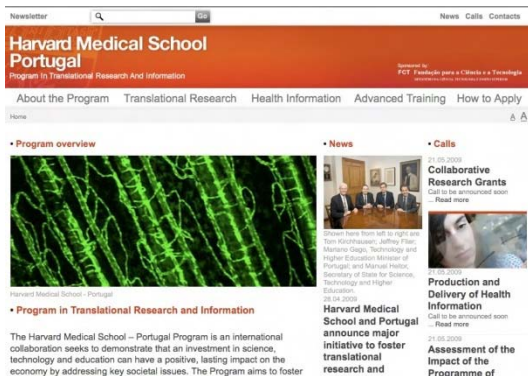 Newsletter
Go
News Calls Contacts
Harvard Medical School
Portugal
Program In Translational Research And Information
Sponsored by:
FCT Fundação para a Ciência e a Tecnologia
About the Program Translational Research Health Information Advanced Training How to Apply
Home
A A
• Program overview
Harvard Medical School - Portugal
• Program in Translational Research and Information
The Harvard Medical School – Portugal Program is an international
collaboration seeks to demonstrate that an investment in science,
technology and education can have a positive, lasting impact on the
economy by addressing key societal issues. The Program aims to foster
• News
Shown here from left to right are
Tom Kirchhausen; Jeffrey Flier;
Mariano Gago, Technology and
Higher Education Minister of
Portugal; and Manuel Heitor,
Secretary of State for Science,
Technology and Higher
Education.
28.04.2009
Harvard Medical
School and Portugal
announce major
initiative to foster
translational
research and
• Calls
21.05.2009
Collaborative
Research Grants
Call to be announced soon
... Read more
21.05.2009
Production and
Delivery of Health
Information
Call to be announced soon
... Read more
21.05.2009
Assessment of the
Impact of the
Programme of